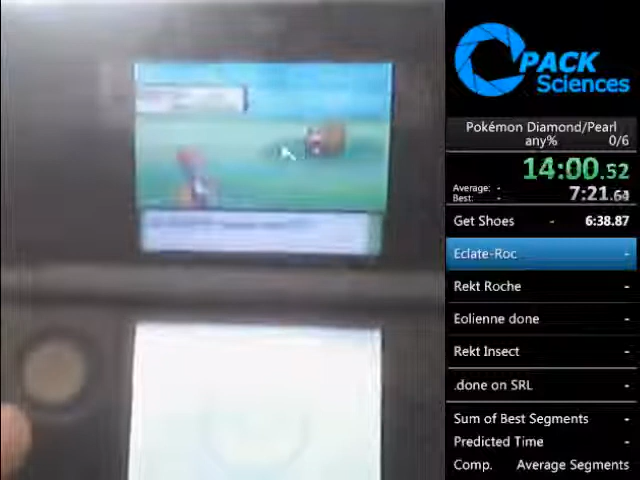 PACK
Sciences
Pokémon Diamond/Pearl
any% 0/6
14:00.52
Average: - 
Best: - 7:21.64
Get Shoes - 6:38.87
Eclate-Roc -
Rekt Roche -
Eolienne done -
Rekt Insect -
.done on SRL -
Sum of Best Segments -
Predicted Time -
Comp. Average Segments